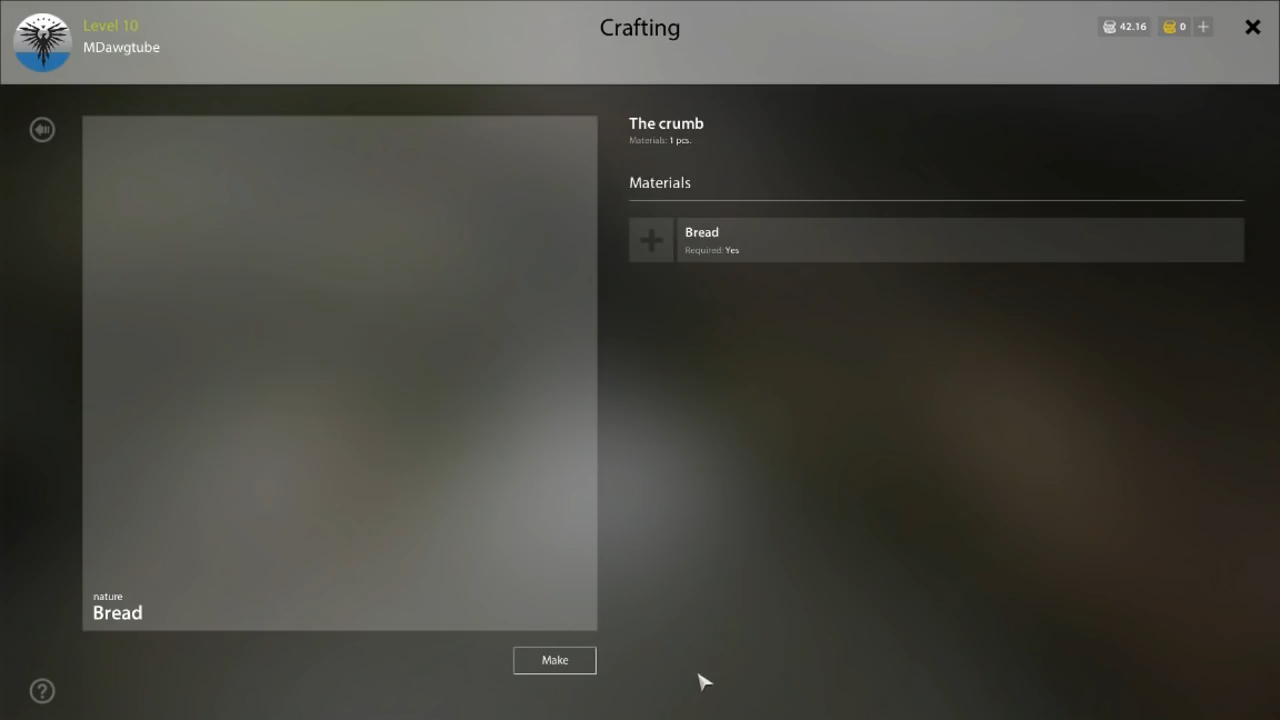 Level 10
MDawgtube
Crafting
42.16
0
The crumb
Materials: 1 pcs.
Materials
Bread
Required: Yes
nature
Bread
Make
?